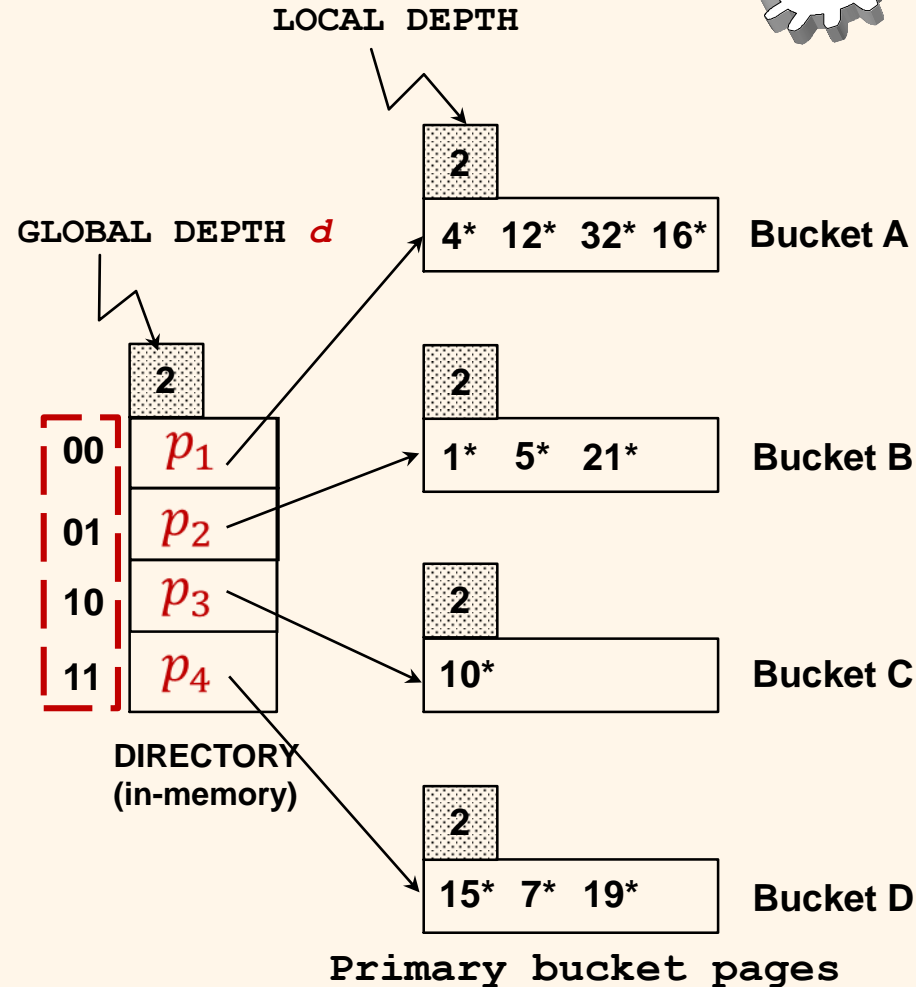 LOCAL DEPTH
2
4* 12* 32* 16* Bucket A
GLOBAL DEPTH d
2
2
00 p₁
1* 5* 21* Bucket B
01 p₂
2
10 p₃
10* Bucket C
11 p₄
DIRECTORY
(in-memory)
2
15* 7* 19* Bucket D
Primary bucket pages